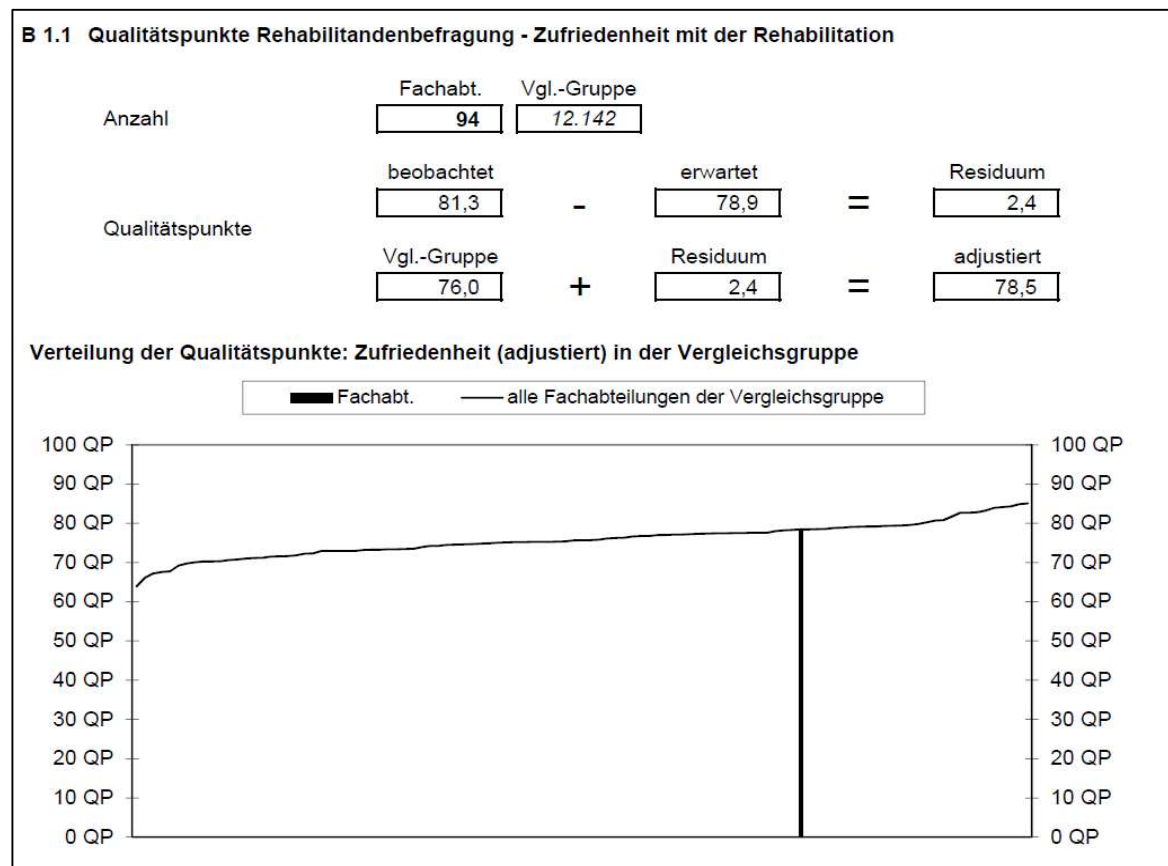 B 1.1 Qualitätspunkte Rehabilitandenbefragung - Zufriedenheit mit der Rehabilitation
Fachabt. Vgl.-Gruppe
Anzahl 94 12.142
beobachtet erwartet Residuum
81,3 - 78,9 = 2,4
Qualitätspunkte
Vgl.-Gruppe Residuum adjustiert
76,0 + 2,4 = 78,5
Verteilung der Qualitätspunkte: Zufriedenheit (adjustiert) in der Vergleichsgruppe
Fachabt. alle Fachabteilungen der Vergleichsgruppe
100 QP 100 QP
90 QP 90 QP
80 QP 80 QP
70 QP 70 QP
60 QP 60 QP
50 QP 50 QP
40 QP 40 QP
30 QP 30 QP
20 QP 20 QP
10 QP 10 QP
0 QP 0 QP